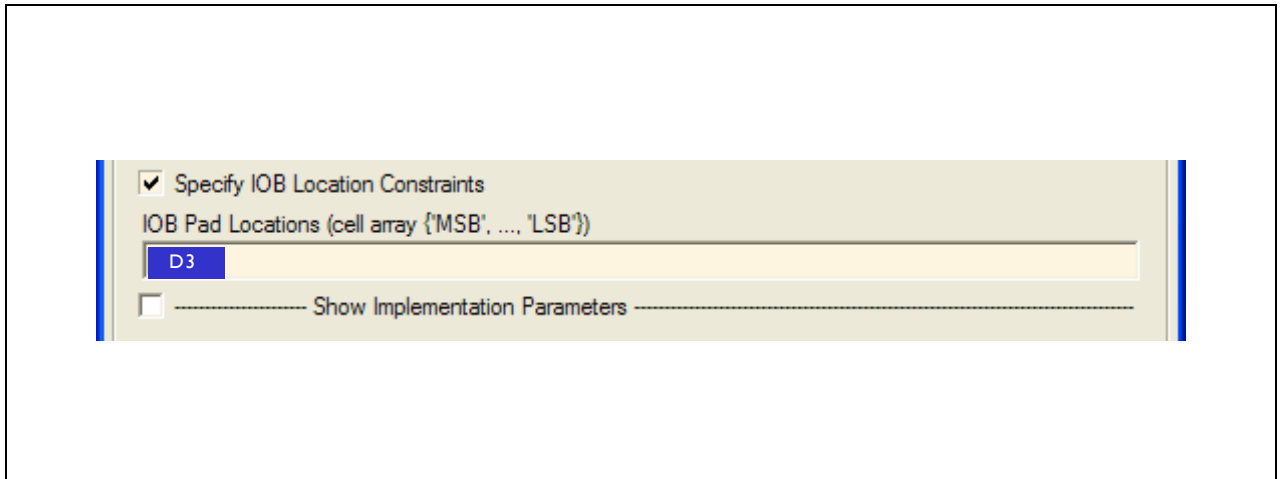 Specify IOB Location Constraints
IOB Pad Locations (cell array {'MSB', ..., 'LSB'})
D3
---------------------- Show Implementation Parameters ----------------------------------------------------------------------------------